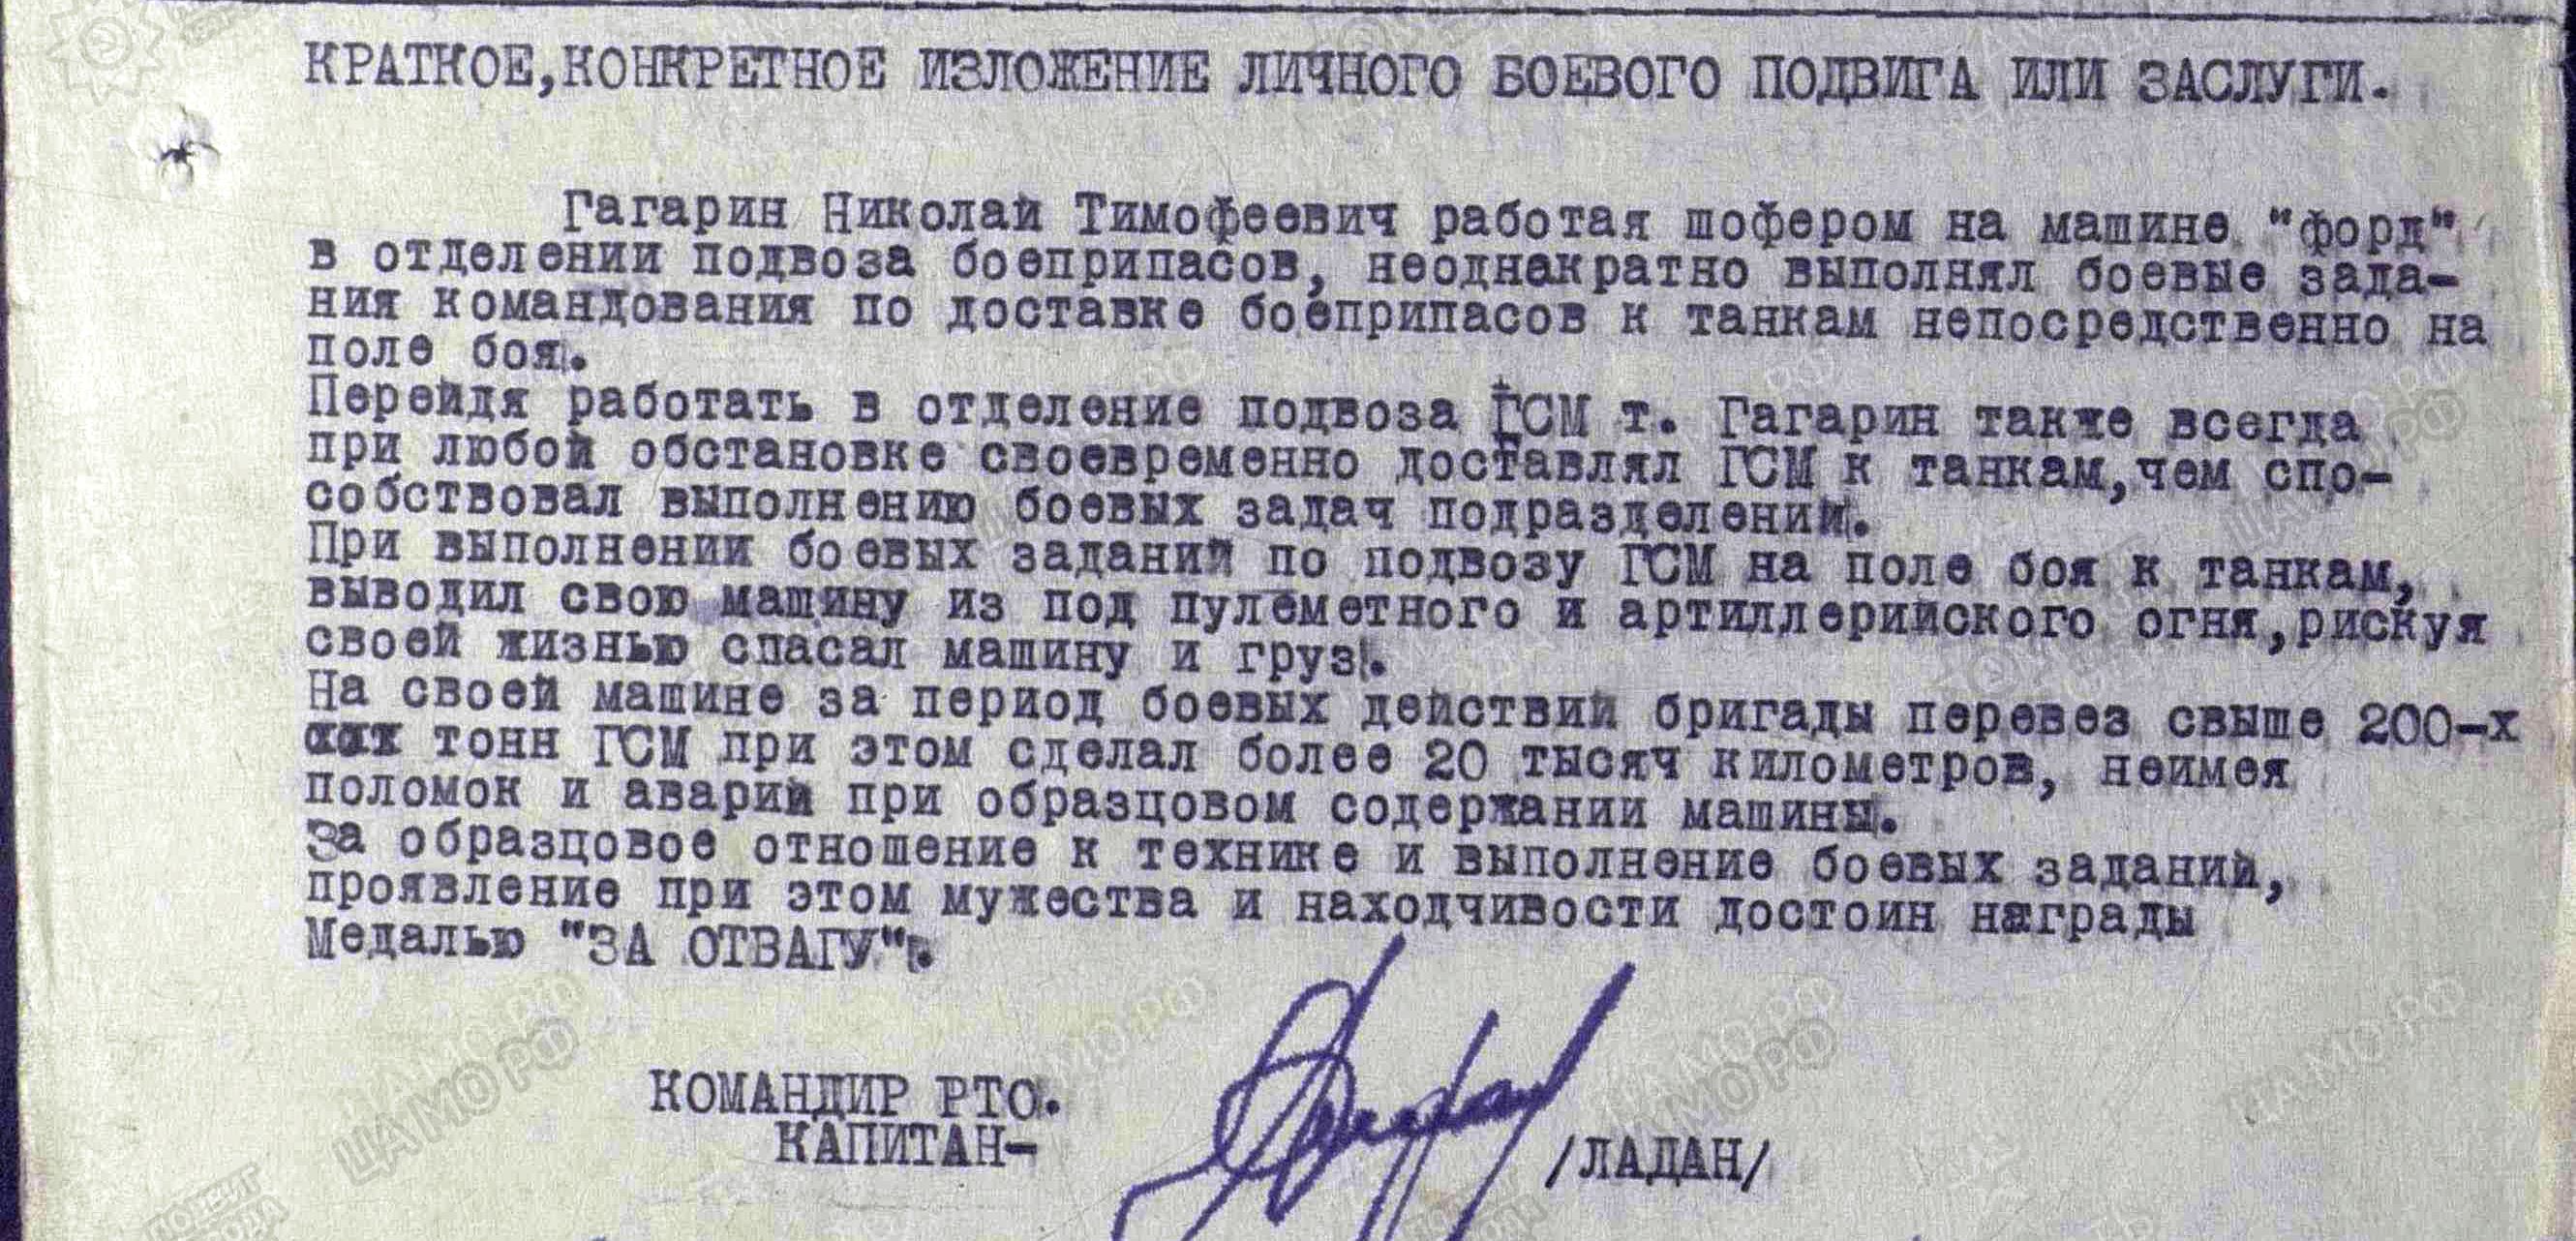 КРАТКОЕ,КОНКРЕТНОЕ ИЗЛОЖЕНИЕ ЛИЧНОГО БОЕВОГО ПОДВИГА ИЛИ ЗАСЛУГИ.
Гагарин Николай Тимофеевич работая шофером на машине "форд"
в отделении подвоза боеприпасов, неоднакратно выполнял боевые зада-
ния командования по доставке боеприпасов к танкам непосредственно на
поле боя.
Перейдя работать в отделение подвоза ГСМ т. Гагарин также всегда
при любой обстановке своевременно доставлял ГСМ к танкам,чем спо-
собствовал выполнению боевых задач подразделений.
При выполнении боевых заданий по подвозу ГСМ на поле боя к танкам,
выводил свою машину из под пулеметного и артиллерийского огня,рискуя
своей жизнью спасал машину и груз.
На своей машине за период боевых действий бригады перевез свыше 200-х
тонн ГСМ при этом сделал более 20 тысяч километров, неимея
поломок и аварий при образцовом содержании машины.
За образцовое отношение к технике и выполнение боевых заданий,
проявление при этом мужества и находчивости достоин награды
Медалью "ЗА ОТВАГУ".
КОМАНДИР РТО.
КАПИТАН-
/ЛАДАН/
ЦАМО РФ